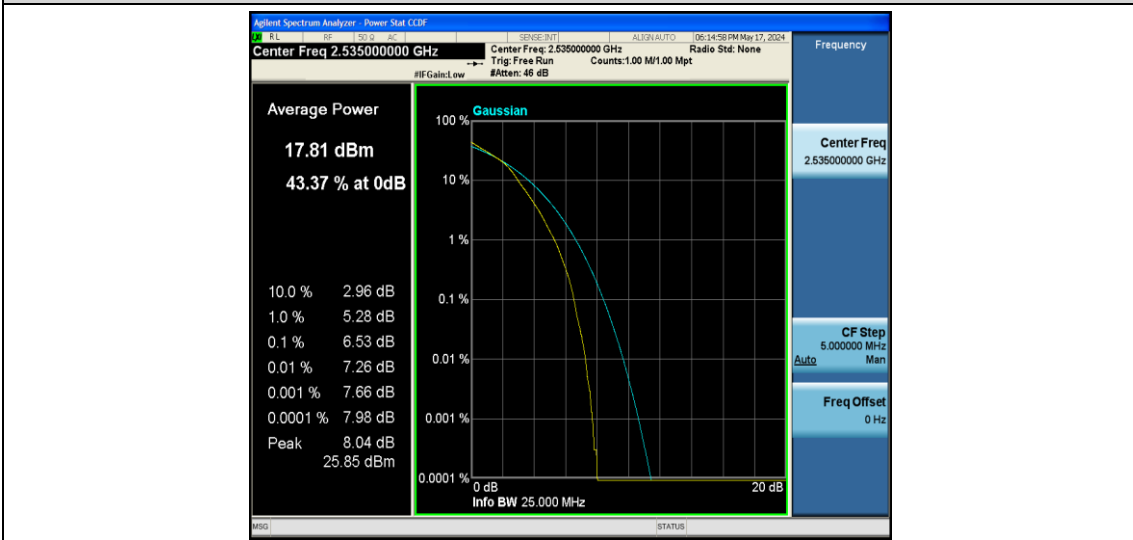 Agilent Spectrum Analyzer - Power Stat CCDF
LXI RL RF 50 Ω AC SENSE:INT ALIGNAUTO 06:14:58 PM May 17, 2024
Center Freq 2.535000000 GHz
Center Freq: 2.535000000 GHz Radio Std: None
Trig: Free Run Counts:1.00 M/1.00 Mpt
#IFGain:Low #Atten: 46 dB
Frequency
Average Power
17.81 dBm
43.37 % at 0dB
10.0 % 2.96 dB
1.0 % 5.28 dB
0.1 % 6.53 dB
0.01 % 7.26 dB
0.001 % 7.66 dB
0.0001 % 7.98 dB
Peak 8.04 dB
25.85 dBm
Gaussian
100 %
10 %
1 %
0.1 %
0.01 %
0.001 %
0.0001 %
0 dB 20 dB
Info BW 25.000 MHz
Center Freq
2.535000000 GHz
CF Step
5.000000 MHz
Auto Man
Freq Offset
0 Hz
MSG STATUS